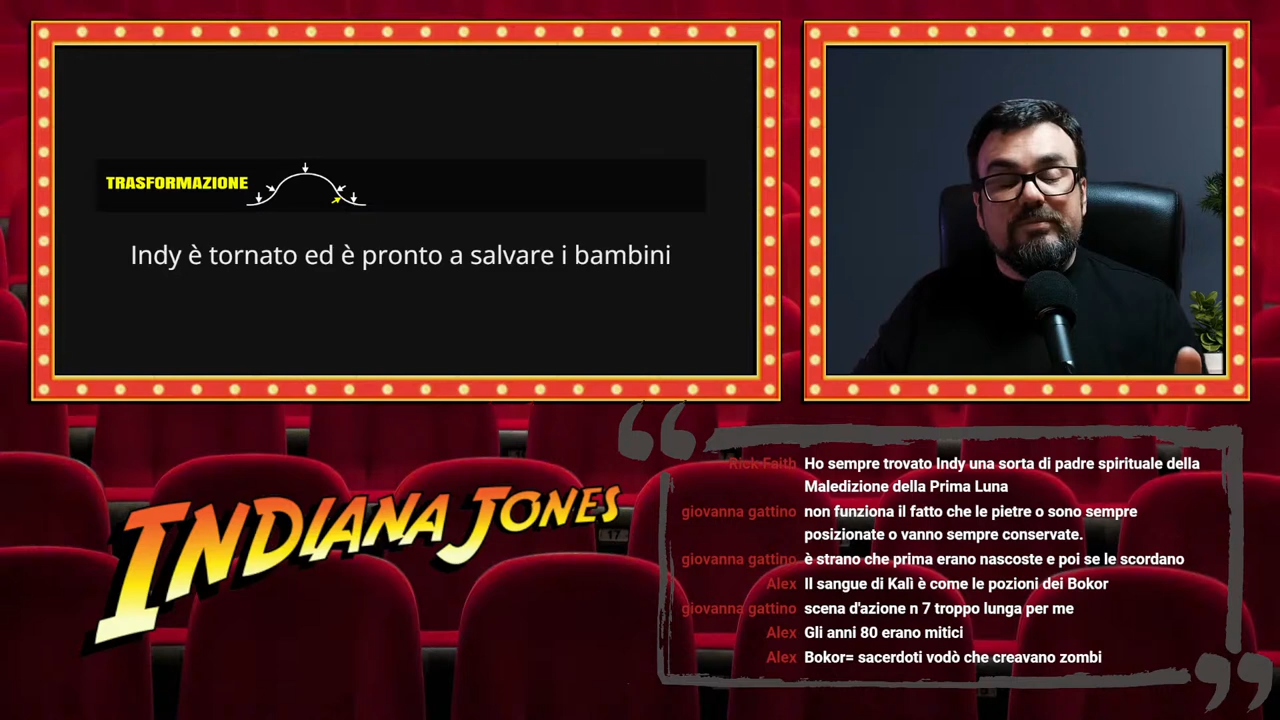 TRASFORMAZIONE
Indy è tornato ed è pronto a salvare i bambini
INDIANA JONES
17
Rick Faith Ho sempre trovato Indy una sorta di padre spirituale della
Maledizione della Prima Luna
giovanna gattino non funziona il fatto che le pietre o sono sempre
posizionate o vanno sempre conservate.
giovanna gattino è strano che prima erano nascoste e poi se le scordano
Alex Il sangue di Kalì è come le pozioni dei Bokor
giovanna gattino scena d'azione n 7 troppo lunga per me
Alex Gli anni 80 erano mitici
Alex Bokor= sacerdoti vodò che creavano zombi